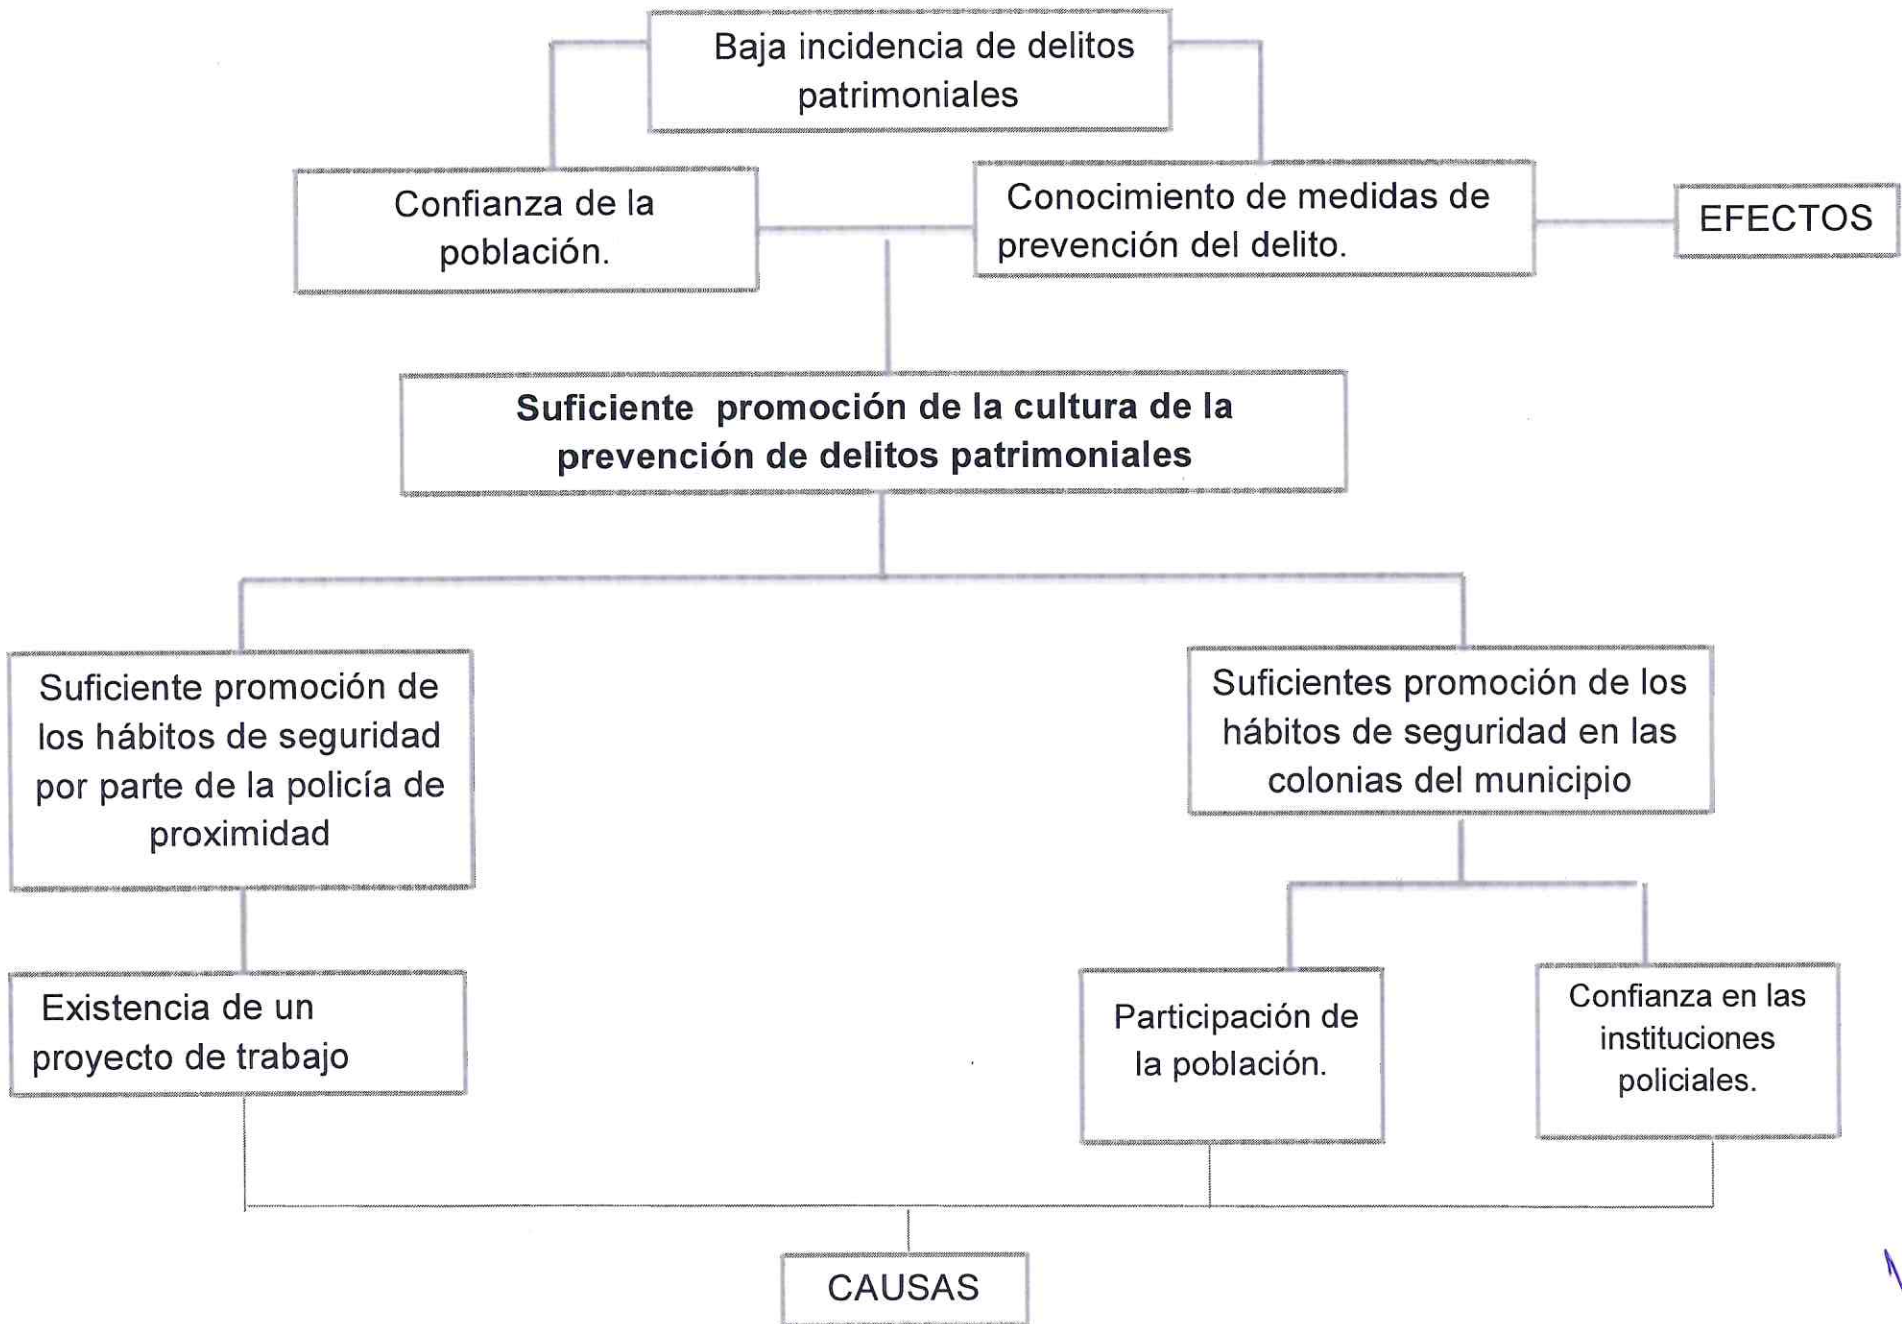 Baja incidencia de delitos
patrimoniales
Confianza de la
población.
Conocimiento de medidas de
prevención del delito.
EFECTOS
Suficiente promoción de la cultura de la
prevención de delitos patrimoniales
Suficiente promoción de
los hábitos de seguridad
por parte de la policía de
proximidad
Suficientes promoción de los
hábitos de seguridad en las
colonias del municipio
Existencia de un
proyecto de trabajo
Participación de
la población.
Confianza en las
instituciones
policiales.
CAUSAS